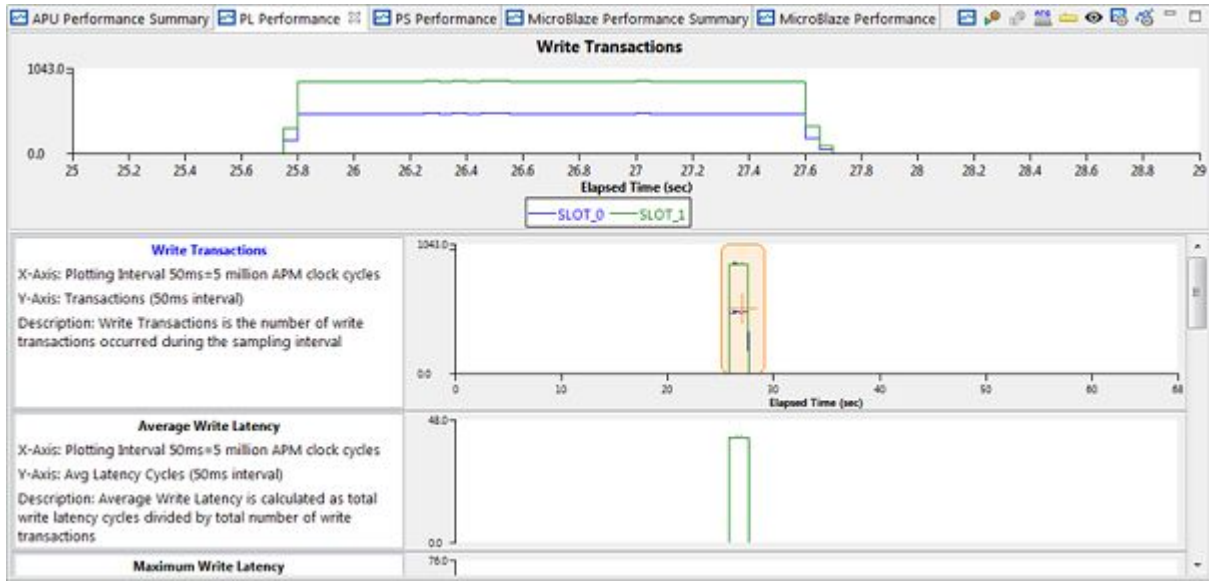 APU Performance Summary PL Performance PS Performance MicroBlaze Performance Summary MicroBlaze Performance
Write Transactions
1043.0
0.0
25 25.2 25.4 25.6 25.8 26 26.2 26.4 26.6 26.8 27 27.2 27.4 27.6 27.8 28 28.2 28.4 28.6 28.8 29
Elapsed Time (sec)
SLOT_0 SLOT_1
Write Transactions
X-Axis: Plotting Interval 50ms=5 million APM clock cycles
Y-Axis: Transactions (50ms interval)
Description: Write Transactions is the number of write
transactions occurred during the sampling interval
1043.0
0.0
0 10 20 30 40 50 60 68
Elapsed Time (sec)
Average Write Latency
X-Axis: Plotting Interval 50ms=5 million APM clock cycles
Y-Axis: Avg Latency Cycles (50ms interval)
Description: Average Write Latency is calculated as total
write latency cycles divided by total number of write
transactions
48.0
0.0
Maximum Write Latency
76.0